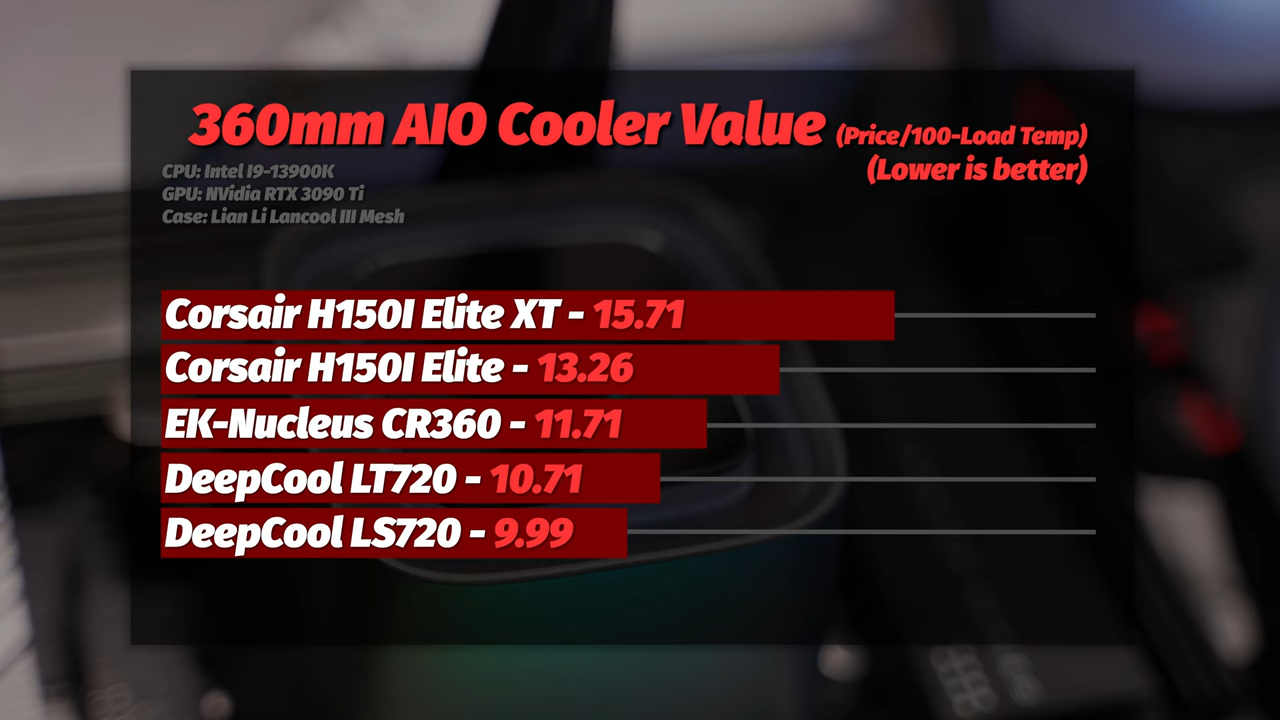 360mm AIO Cooler Value (Price/100-Load Temp)
(Lower is better)
CPU: Intel I9-13900K
GPU: NVidia RTX 3090 Ti
Case: Lian Li Lancool III Mesh
Corsair H150I Elite XT - 15.71
Corsair H150I Elite - 13.26
EK-Nucleus CR360 - 11.71
DeepCool LT720 - 10.71
DeepCool LS720 - 9.99